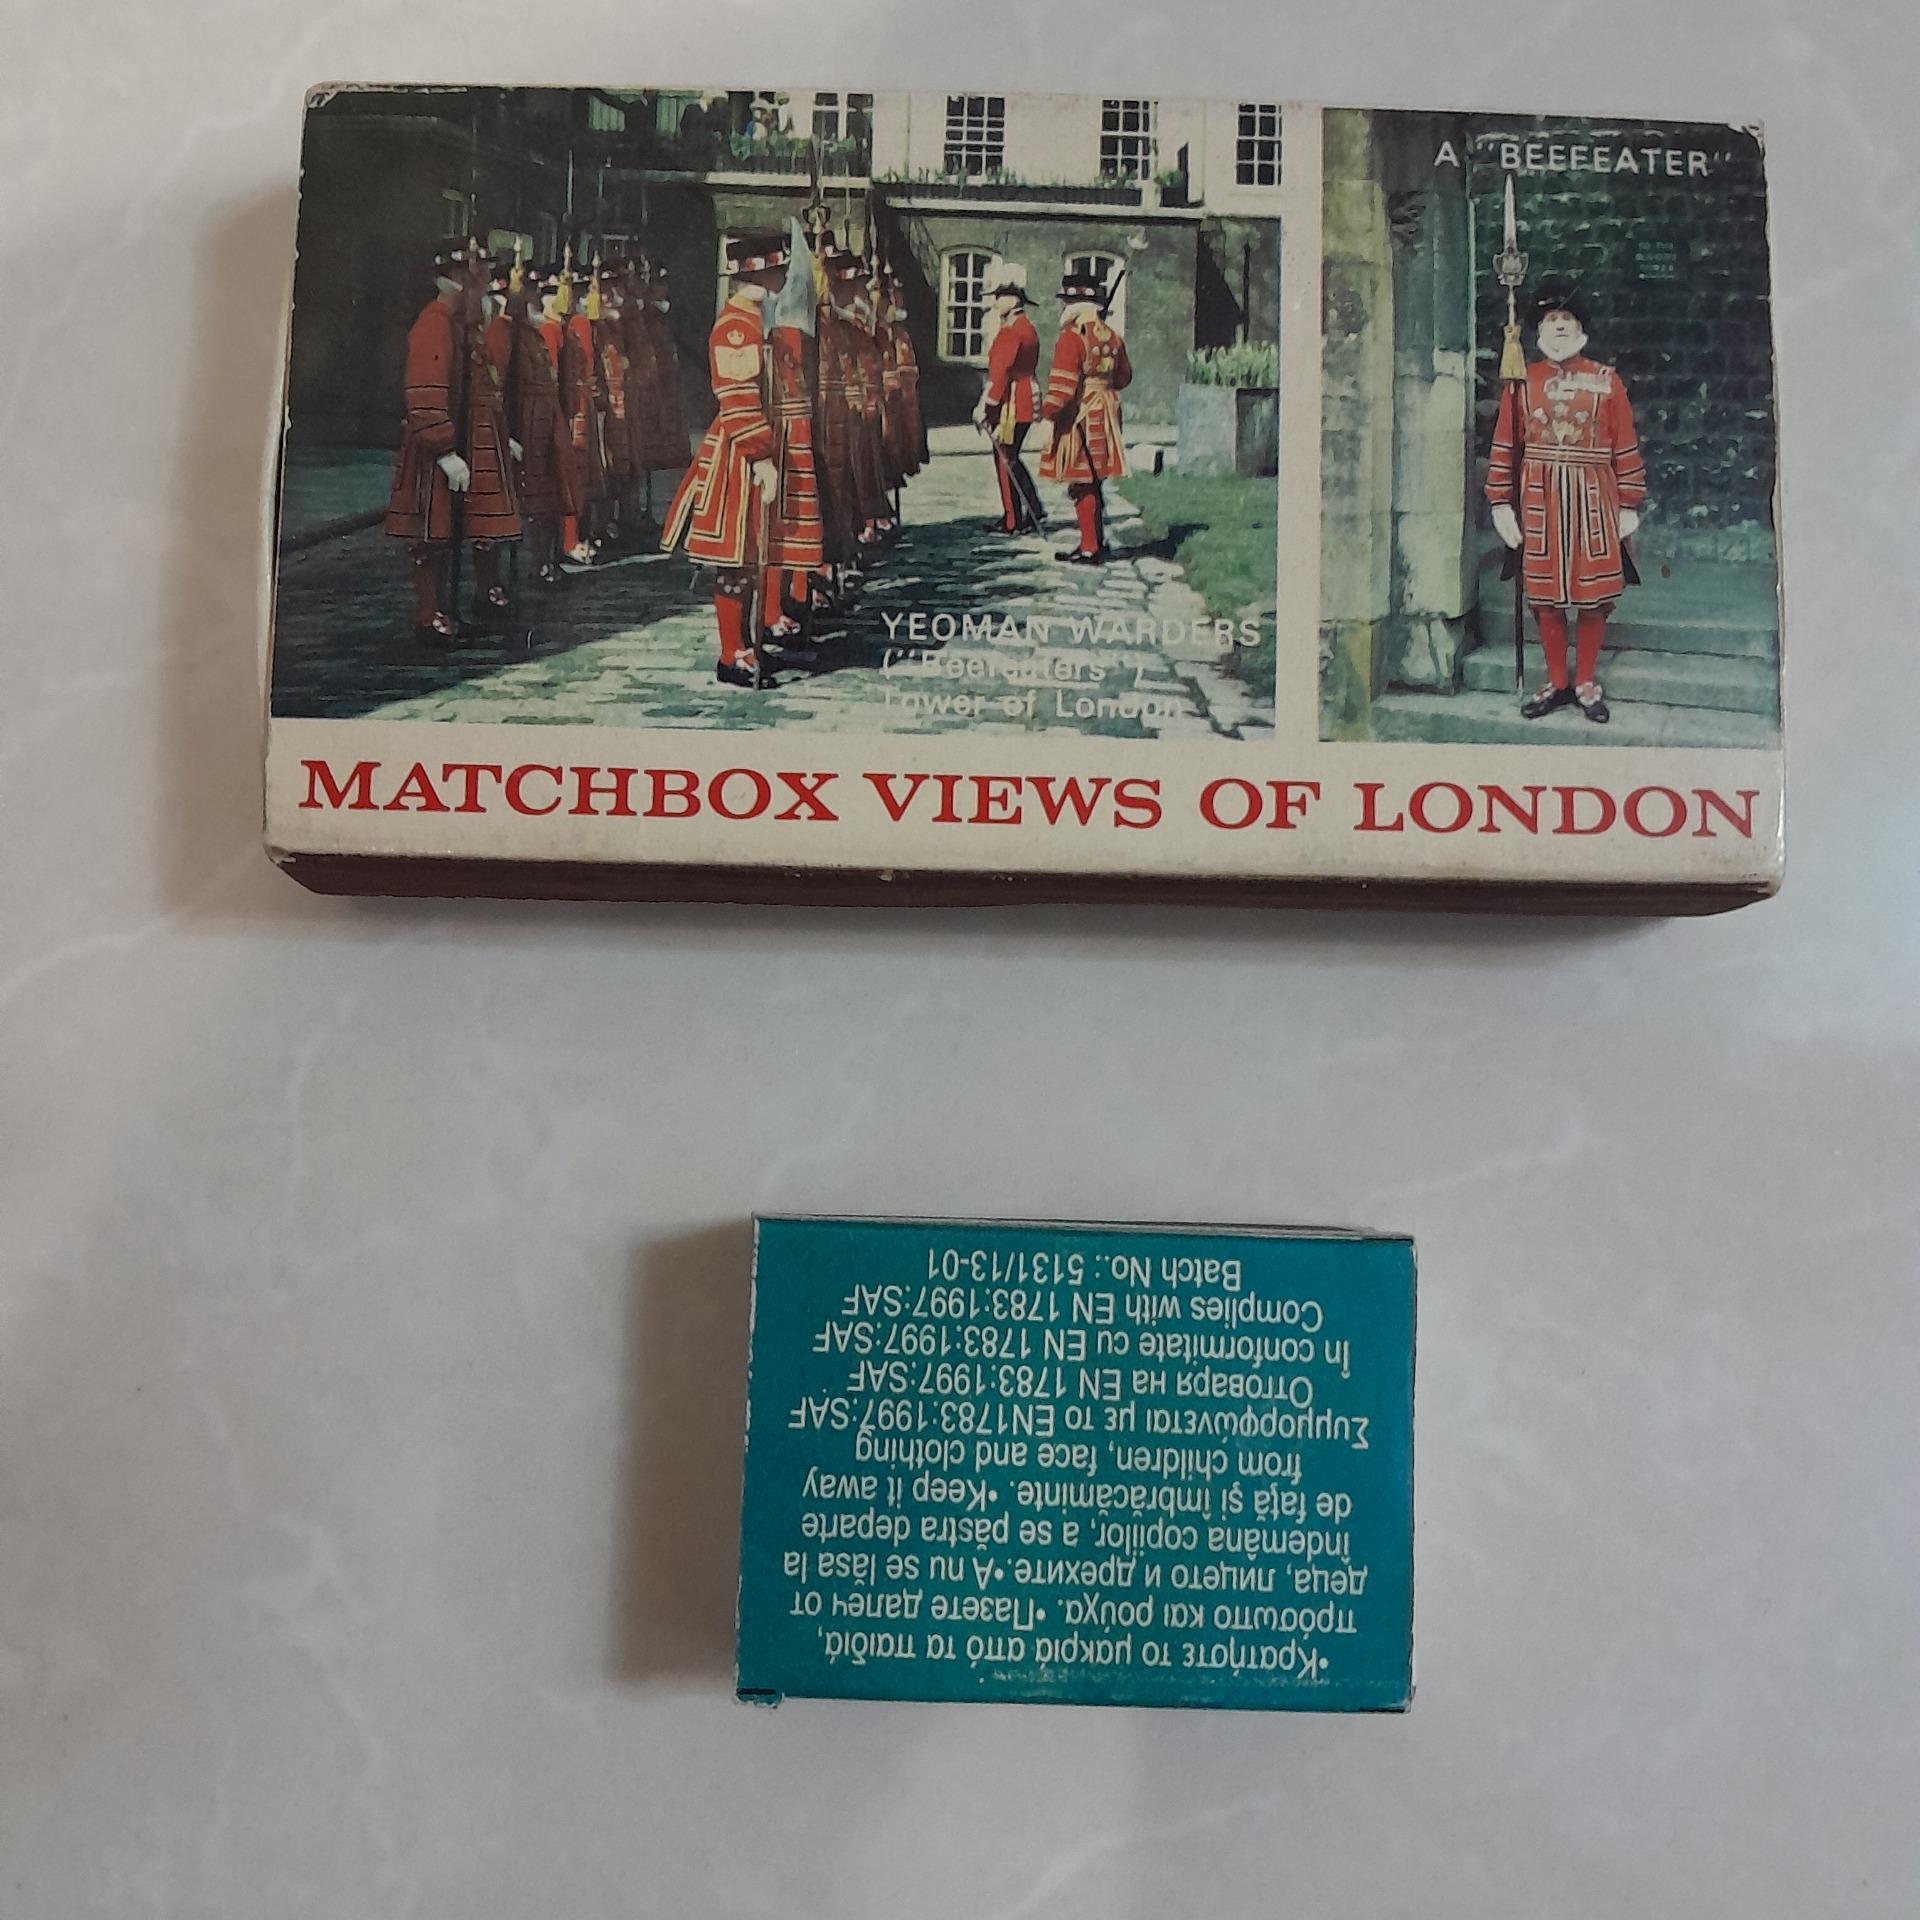 A "BEEFEATER"
YEOMAN WARDERS
("Beefeaters")
Tower of London
MATCHBOX VIEWS OF LONDON
•Κρατήστε το μακριά από τα παιδιά,
πρόσωπο και ρούχα. •Пазете далеч от
деца, лицето и дрехите.•A nu se lăsa la
îndemâna copiilor, a se păstra departe
de faţă şi îmbrăcăminte. •Keep it away
from children, face and clothing
Συμμορφώνεται με το EN1783:1997:SAF
Отговаря на EN 1783:1997:SAF
În conformitate cu EN 1783:1997:SAF
Complies with EN 1783:1997:SAF
Batch No.: 5131/13-01